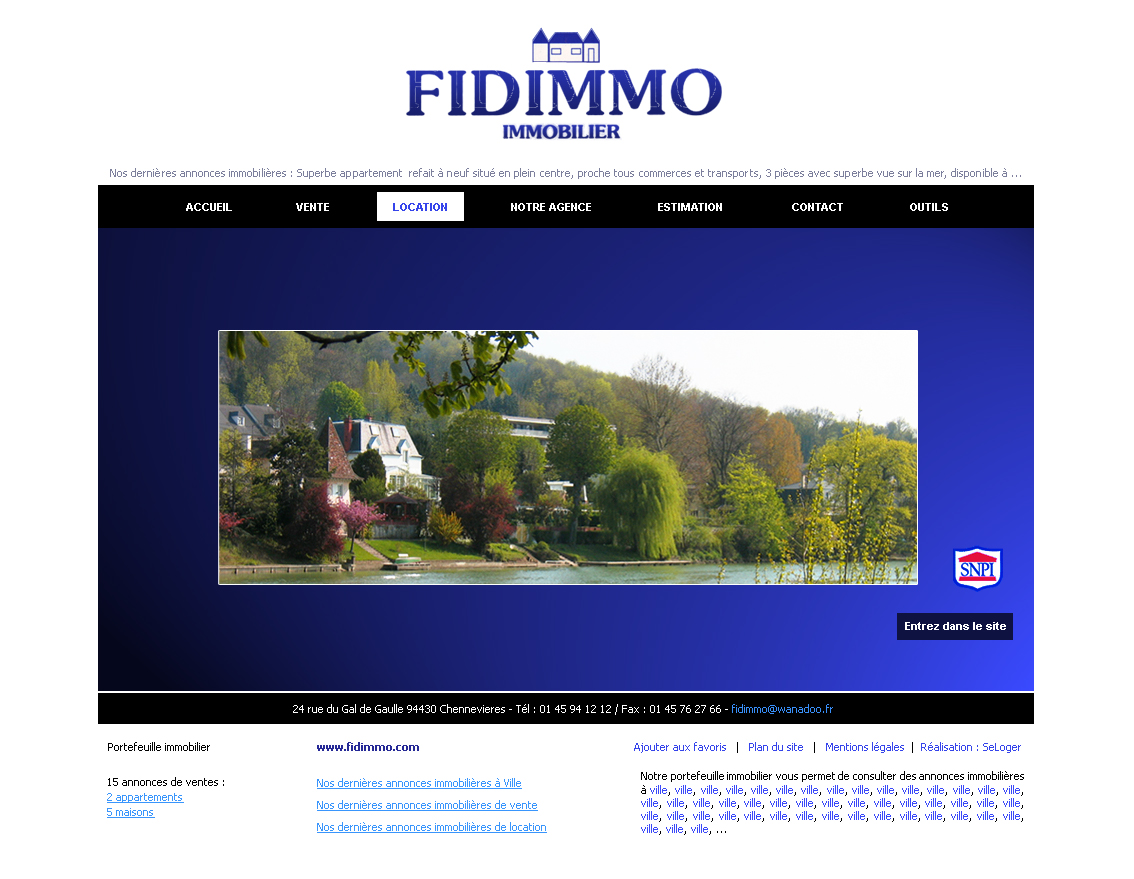 FIDIMMO
IMMOBILIER
Nos dernières annonces immobilières : Superbe appartement refait à neuf situé en plein centre, proche tous commerces et transports, 3 pièces avec superbe vue sur la mer, disponible à ...
ACCUEIL VENTE LOCATION NOTRE AGENCE ESTIMATION CONTACT OUTILS
SNPI
Entrez dans le site
24 rue du Gal de Gaulle 94430 Chennevieres - Tél : 01 45 94 12 12 / Fax : 01 45 76 27 66 - fidimmo@wanadoo.fr
Portefeuille immobilier
15 annonces de ventes :
2 appartements
5 maisons
www.fidimmo.com
Nos dernières annonces immobilières à Ville
Nos dernières annonces immobilières de vente
Nos dernières annonces immobilières de location
Ajouter aux favoris | Plan du site | Mentions légales | Réalisation : SeLoger
Notre portefeuille immobilier vous permet de consulter des annonces immobilières
à ville, ville, ville, ville, ville, ville, ville, ville, ville, ville, ville, ville, ville, ville, ville,
ville, ville, ville, ville, ville, ville, ville, ville, ville, ville, ville, ville, ville, ville, ville,
ville, ville, ville, ville, ville, ville, ville, ville, ville, ville, ville, ville, ville, ville, ville,
ville, ville, ville, ...